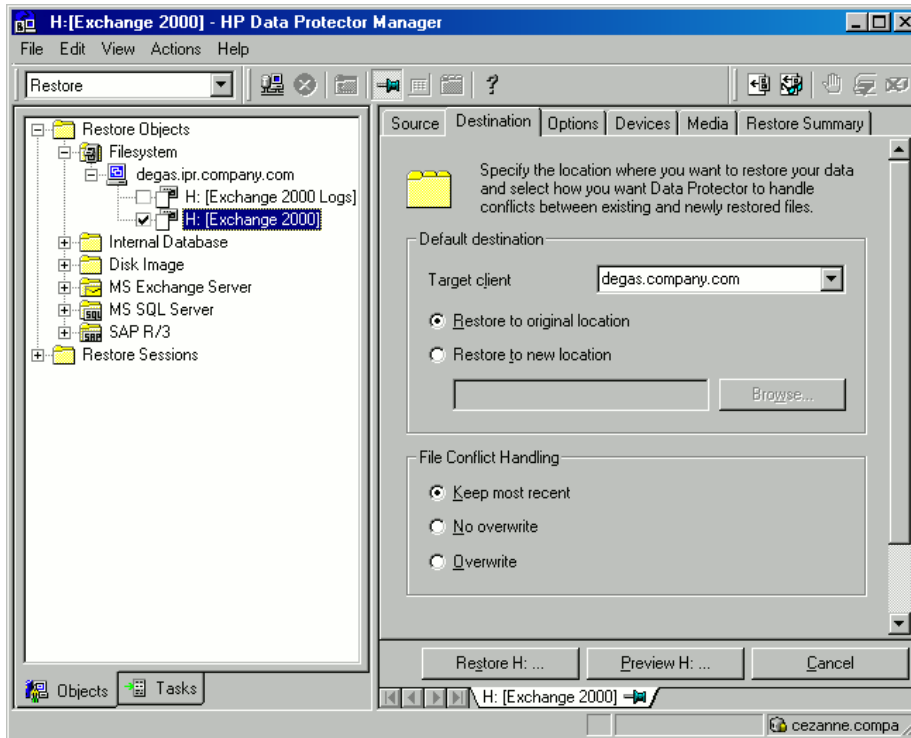 H:[Exchange 2000] - HP Data Protector Manager
File Edit View Actions Help
Restore
Restore Objects
Filesystem
degas.ipr.company.com
H: [Exchange 2000 Logs]
H: [Exchange 2000]
Internal Database
Disk Image
MS Exchange Server
SQL
MS SQL Server
SAP
SAP R/3
Restore Sessions
Objects
Tasks
Source Destination Options Devices Media Restore Summary
Specify the location where you want to restore your data
and select how you want Data Protector to handle
conflicts between existing and newly restored files.
Default destination
Target client degas.company.com
Restore to original location
Restore to new location
Browse...
File Conflict Handling
Keep most recent
No overwrite
Overwrite
Restore H: ... Preview H: ... Cancel
H: [Exchange 2000]
cezanne.compa